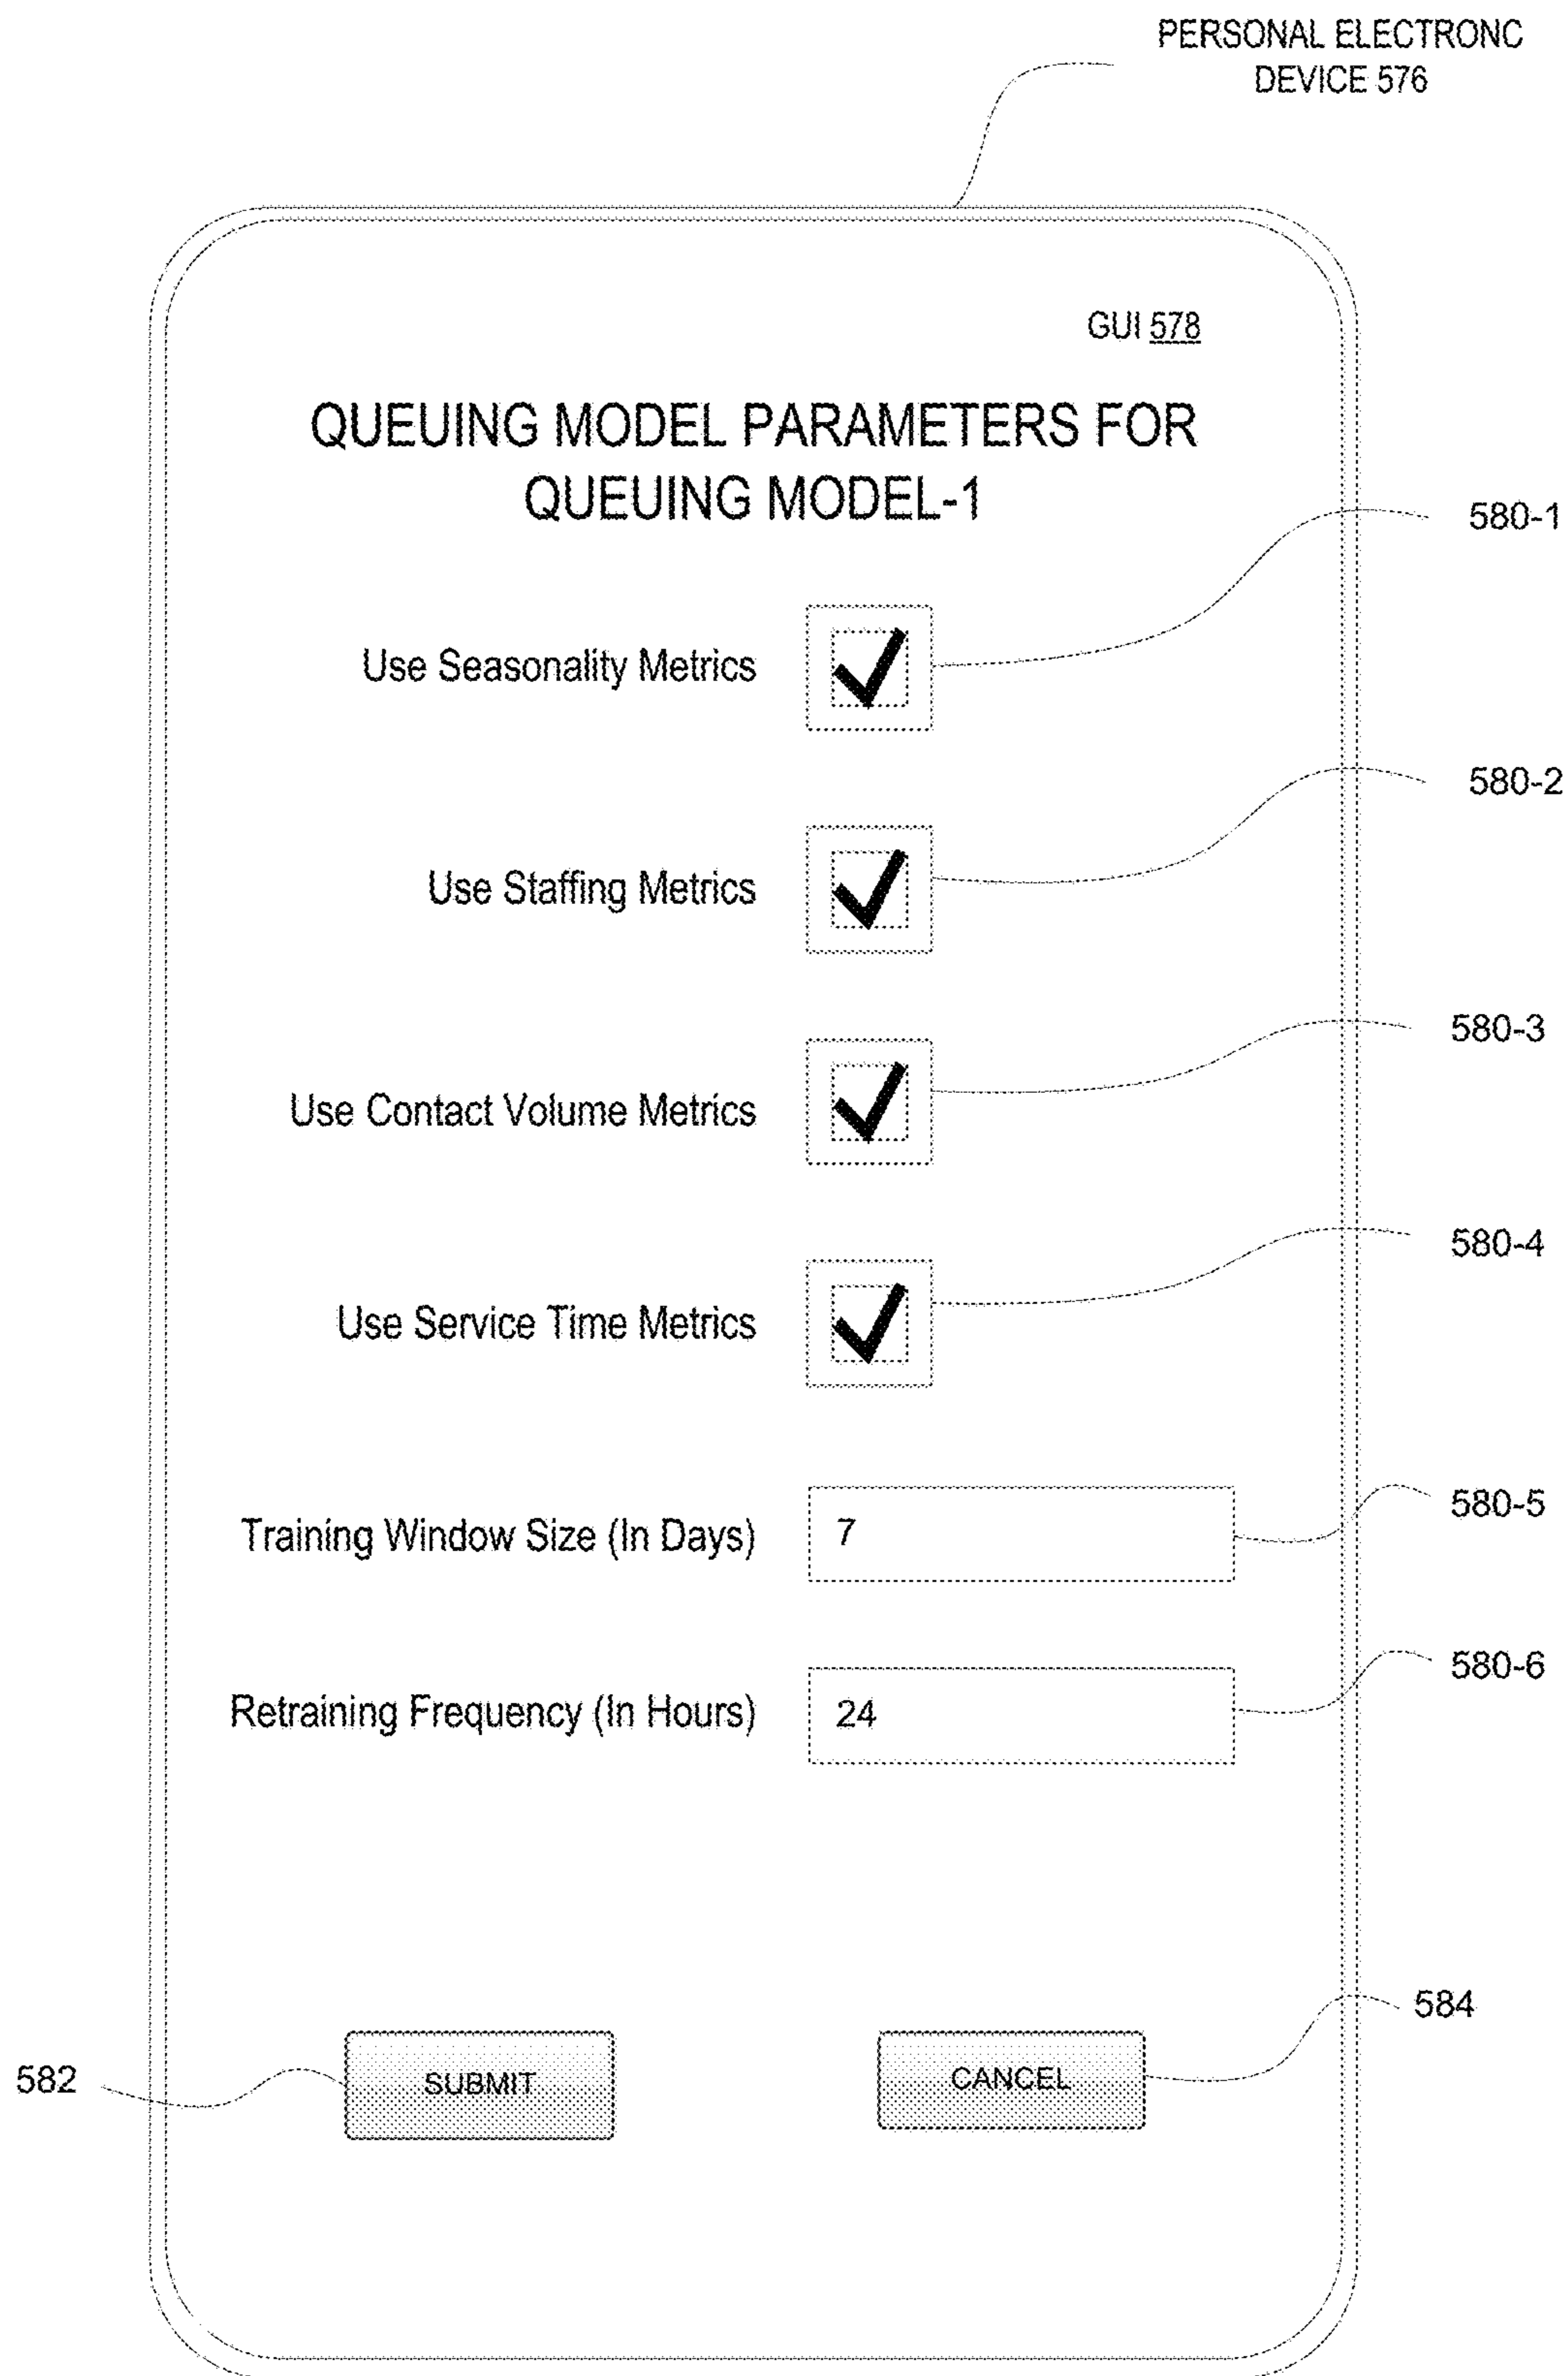 PERSONAL ELECTRONC
DEVICE 576
GUI 578
QUEUING MODEL PARAMETERS FOR
QUEUING MODEL-1
580-1
Use Seasonality Metrics
580-2
Use Staffing Metrics
580-3
Use Contact Volume Metrics
580-4
Use Service Time Metrics
580-5
Training Window Size (In Days) 7
580-6
Retraining Frequency (In Hours) 24
584
582 SUBMIT CANCEL